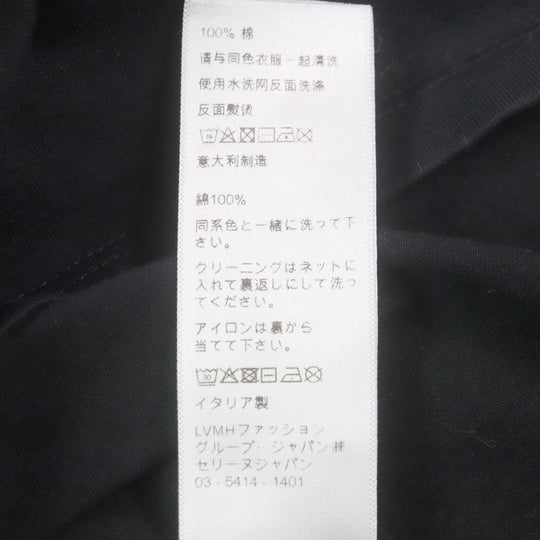 100% 棉
请与同色衣服一起清洗
使用水洗网反面洗涤
反面熨烫
意大利制造
綿100%
同系色と一緒に洗って下
さい。
クリーニングはネットに
入れて裏返しにして洗っ
てください。
アイロンは裏から
当てて下さい。
30
イタリア製
LVMHファッション
グループ・ジャパン㈱
セリーヌジャパン
03 - 5414 - 1401